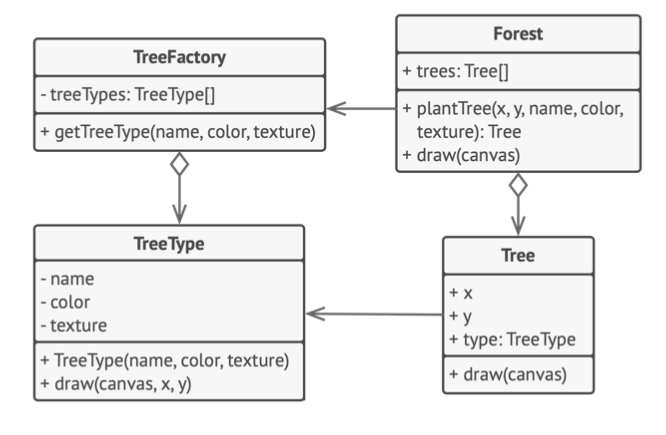 TreeFactory
- treeTypes: TreeType[]
+ getTreeType(name, color, texture)
Forest
+ trees: Tree[]
+ plantTree(x, y, name, color,
texture): Tree
+ draw(canvas)
TreeType
- name
- color
- texture
+ TreeType(name, color, texture)
+ draw(canvas, x, y)
Tree
+ x
+ y
+ type: TreeType
+ draw(canvas)